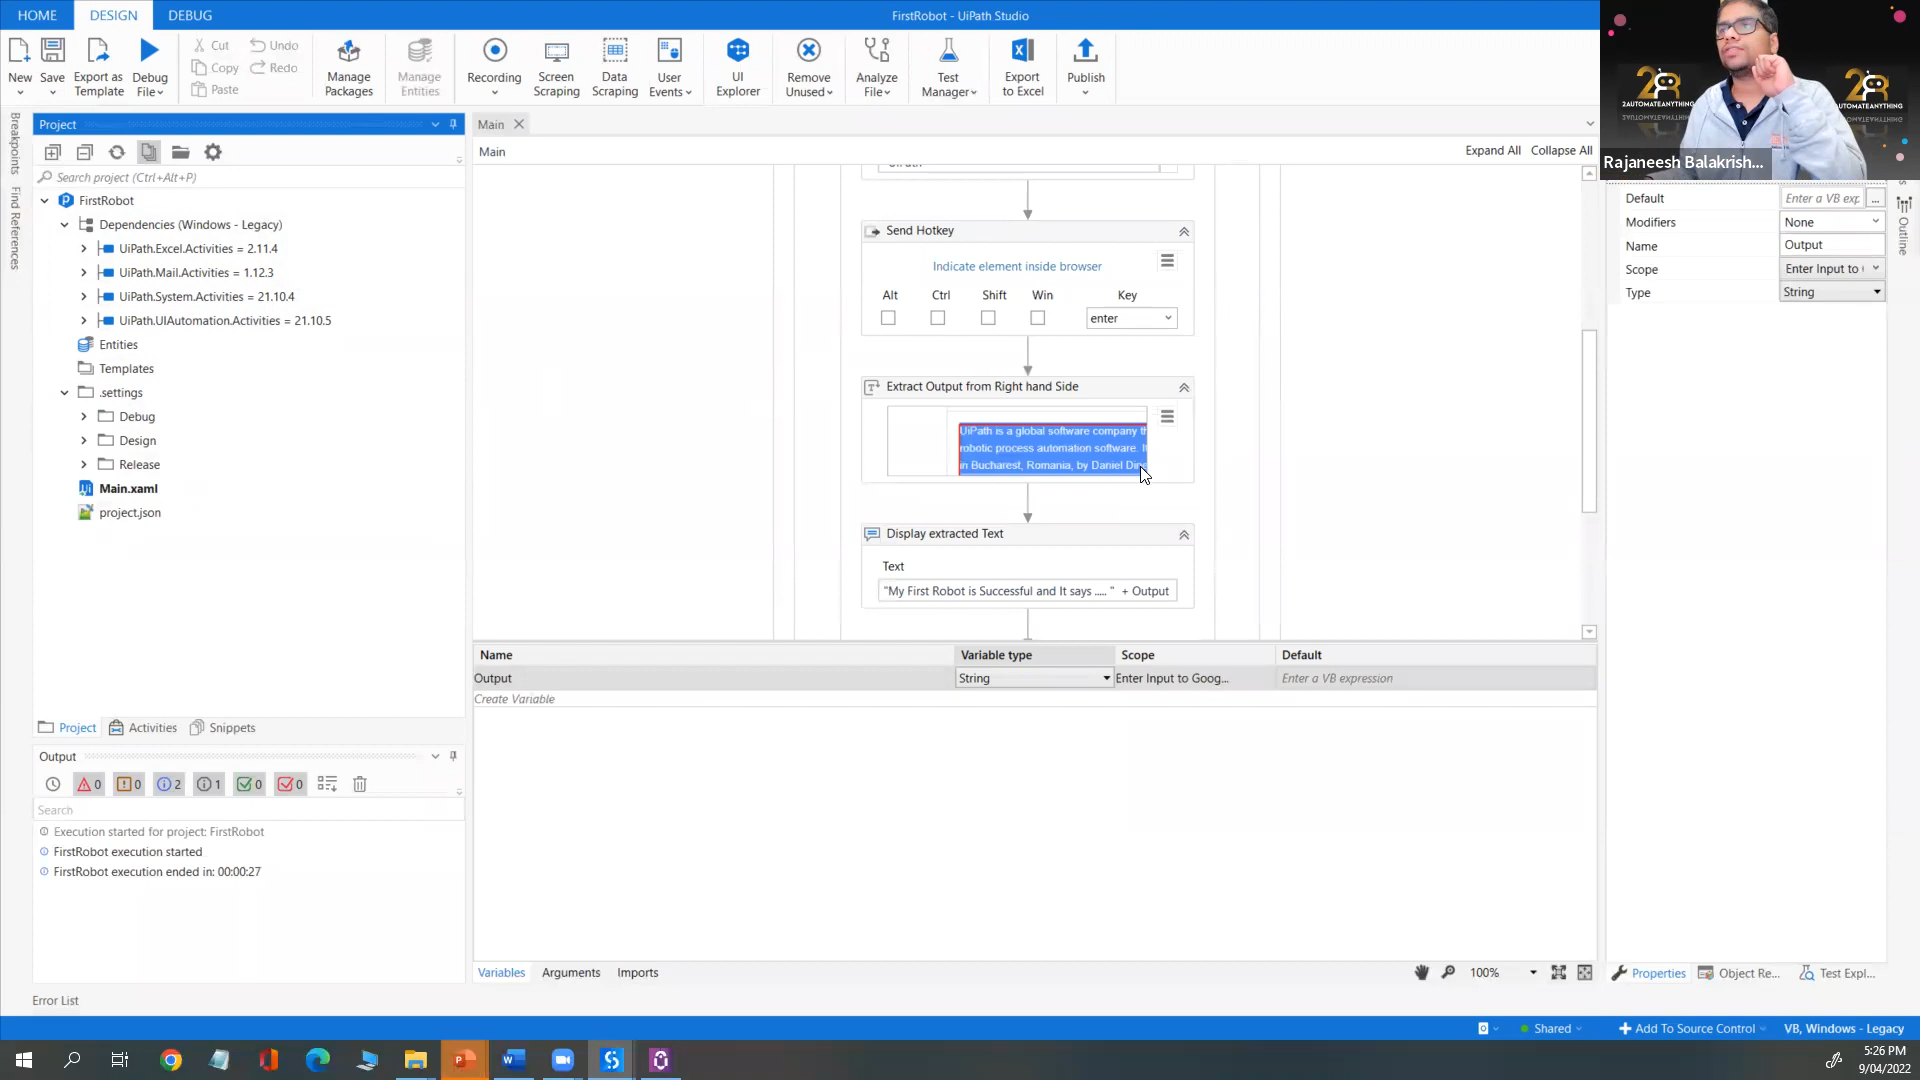 HOME DESIGN DEBUG
FirstRobot - UiPath Studio
New Save Export as Template Debug File
Cut Copy Paste Undo Redo
Manage Packages Manage Entities
Recording Screen Scraping Data Scraping User Events
UI Explorer Remove Unused Analyze File
Test Manager Export to Excel Publish
2AUTOMATEANYTHING
2AUTOMATEANYTHING
Rajaneesh Balakrish...
Breakpoints
Find References
Project
Search project (Ctrl+Alt+P)
FirstRobot
Dependencies (Windows - Legacy)
UiPath.Excel.Activities = 2.11.4
UiPath.Mail.Activities = 1.12.3
UiPath.System.Activities = 21.10.4
UiPath.UIAutomation.Activities = 21.10.5
Entities
Templates
.settings
Debug
Design
Release
Main.xaml
project.json
Project Activities Snippets
Output
0 0 2 1 0 0
Search
Execution started for project: FirstRobot
FirstRobot execution started
FirstRobot execution ended in: 00:00:27
Error List
Main
Main
Expand All Collapse All
Send Hotkey
Indicate element inside browser
Alt Ctrl Shift Win Key
enter
Extract Output from Right hand Side
UiPath is a global software company th
robotic process automation software. I
in Bucharest, Romania, by Daniel Din
Display extracted Text
Text
"My First Robot is Successful and It says ..... " + Output
Name Variable type Scope Default
Output String Enter Input to Goog... Enter a VB expression
Create Variable
Variables Arguments Imports
100%
Default Enter a VB exp ...
Modifiers None
Name Output
Scope Enter Input to
Type String
Outline
Properties Object Re... Test Expl...
Shared Add To Source Control VB, Windows - Legacy
5:26 PM
9/04/2022